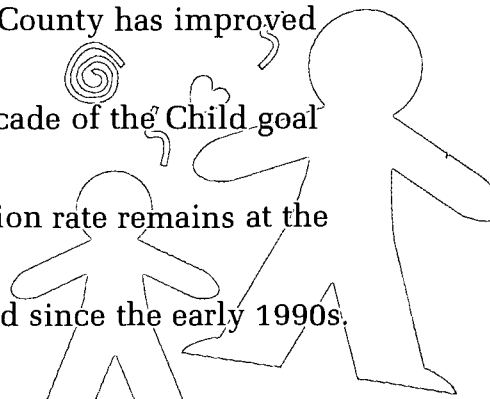 County has improved
cade of the Child goal
ion rate remains at the
d since the early 1990s.